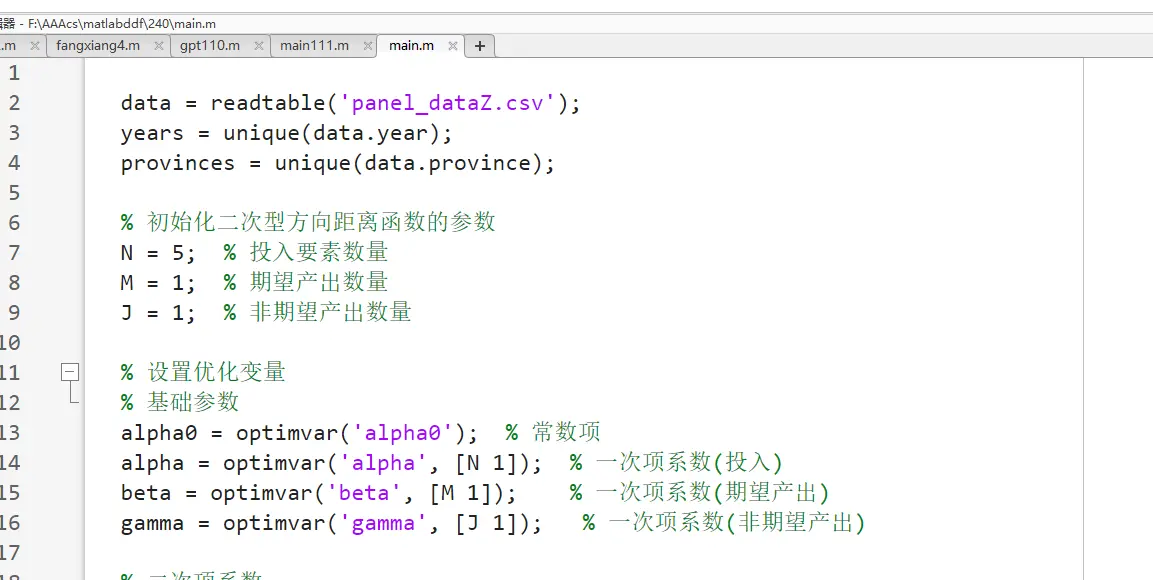 器 - F:\AAAcs\matlabddf\240\main.m
.m × fangxiang4.m × gpt110.m × main111.m × main.m × +
1
2 data = readtable('panel_dataZ.csv');
3 years = unique(data.year);
4 provinces = unique(data.province);
5
6 % 初始化二次型方向距离函数的参数
7 N = 5; % 投入要素数量
8 M = 1; % 期望产出数量
9 J = 1; % 非期望产出数量
10
11 % 设置优化变量
12 % 基础参数
13 alpha0 = optimvar('alpha0'); % 常数项
14 alpha = optimvar('alpha', [N 1]); % 一次项系数(投入)
15 beta = optimvar('beta', [M 1]); % 一次项系数(期望产出)
16 gamma = optimvar('gamma', [J 1]); % 一次项系数(非期望产出)
17
18 % 二次项系数